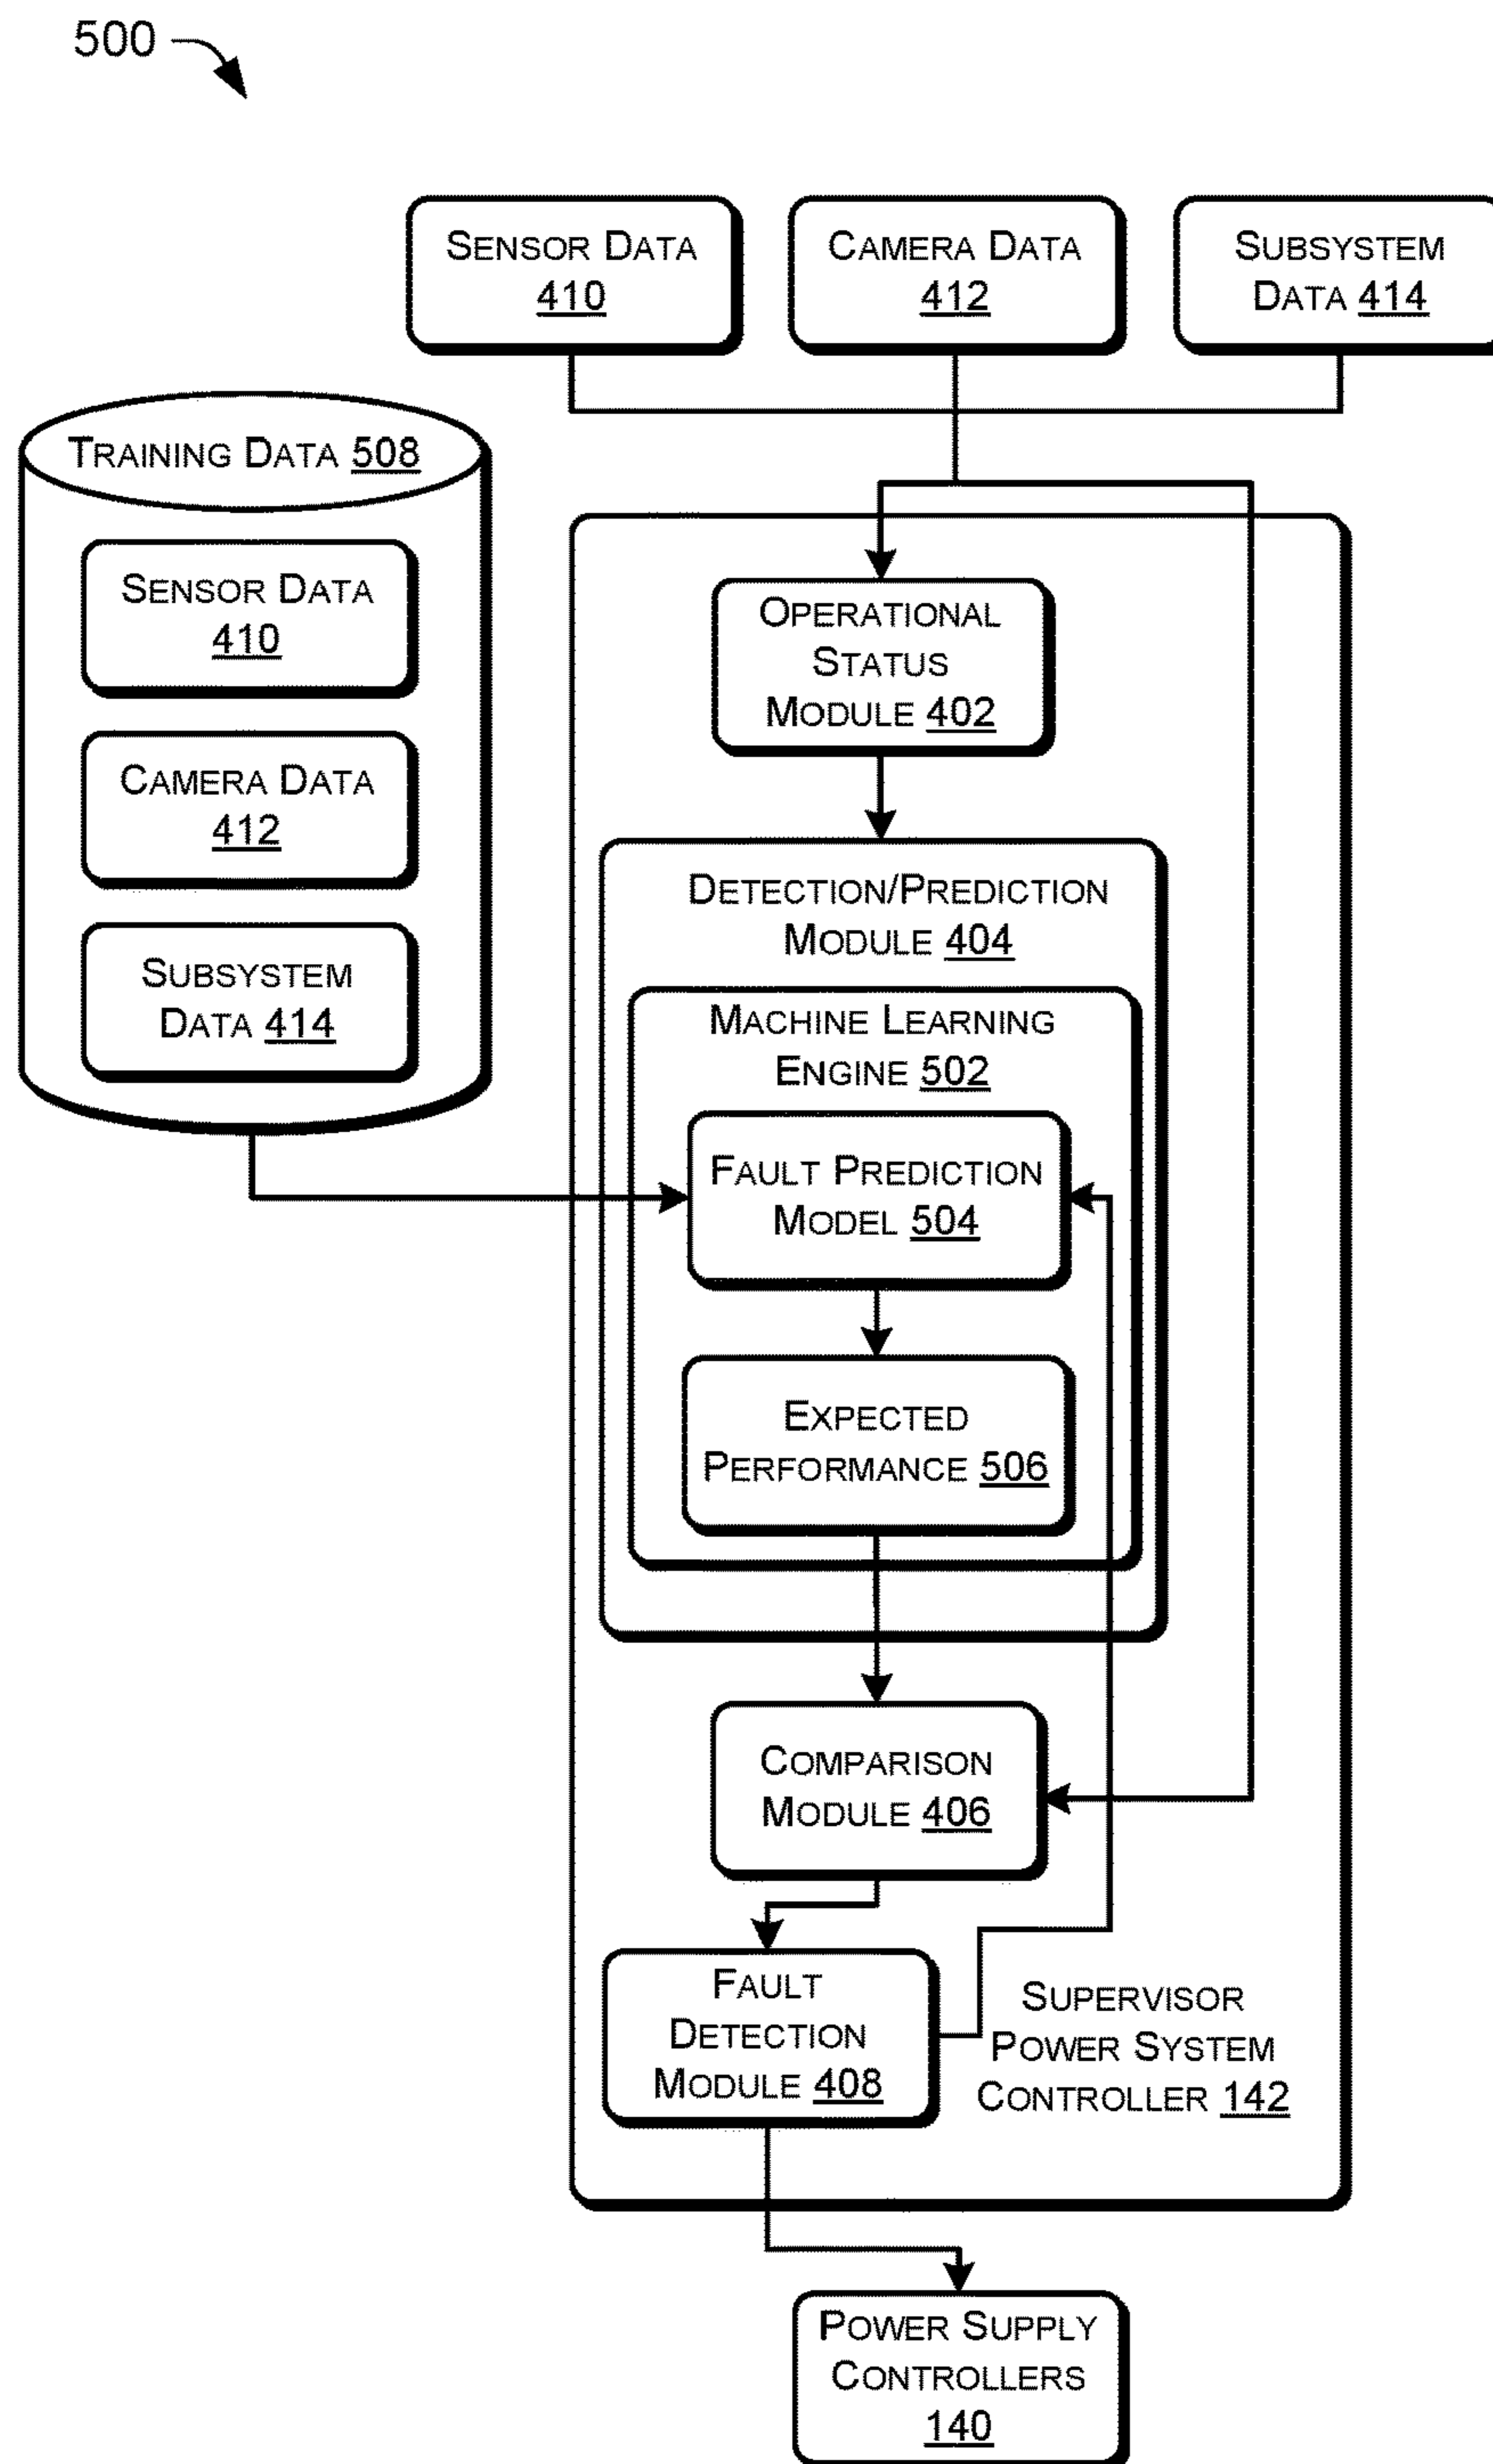 500
SENSOR DATA
410
CAMERA DATA
412
SUBSYSTEM
DATA 414
TRAINING DATA 508
SENSOR DATA
410
CAMERA DATA
412
SUBSYSTEM
DATA 414
OPERATIONAL
STATUS
MODULE 402
DETECTION/PREDICTION
MODULE 404
MACHINE LEARNING
ENGINE 502
FAULT PREDICTION
MODEL 504
EXPECTED
PERFORMANCE 506
COMPARISON
MODULE 406
FAULT
DETECTION
MODULE 408
SUPERVISOR
POWER SYSTEM
CONTROLLER 142
POWER SUPPLY
CONTROLLERS
140